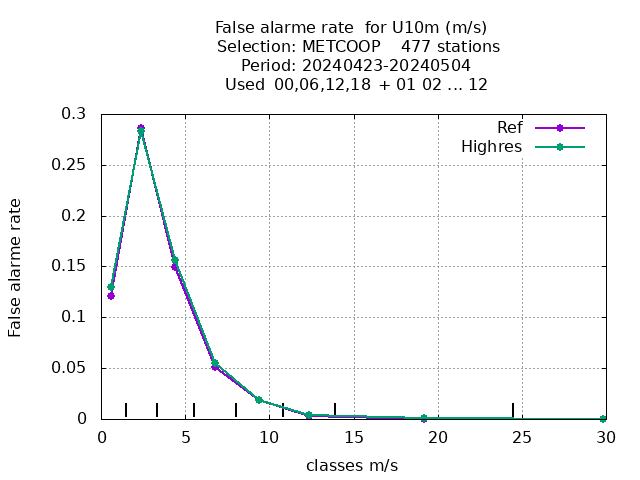 False alarme rate  for U10m (m/s)
Selection: METCOOP    477 stations
Period: 20240423-20240504
Used  00,06,12,18 + 01 02 ... 12
Ref
Highres
0.3
0.25
0.2
0.15
0.1
0.05
0
False alarme rate
0 5 10 15 20 25 30
classes m/s